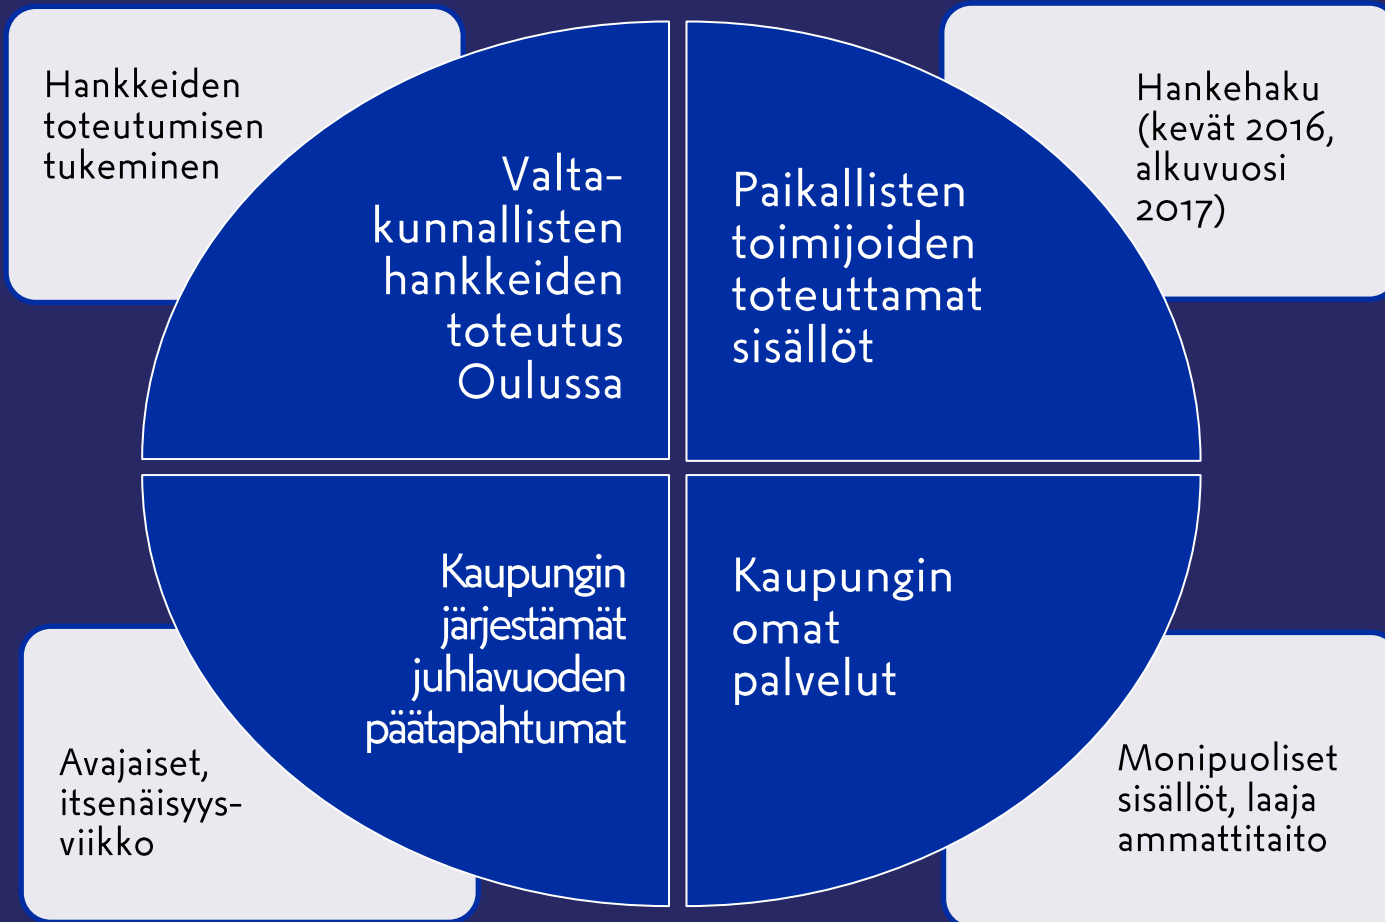 Hankkeiden
toteutumisen
tukeminen
Valta-
kunnallisten
hankkeiden
toteutus
Oulussa
Paikallisten
toimijoiden
toteuttamat
sisällöt
Hankehaku
(kevät 2016,
alkuvuosi
2017)
Kaupungin
järjestämät
juhlavuoden
päätapahtumat
Kaupungin
omat
palvelut
Avajaiset,
itsenäisyys-
viikko
Monipuoliset
sisällöt, laaja
ammattitaito